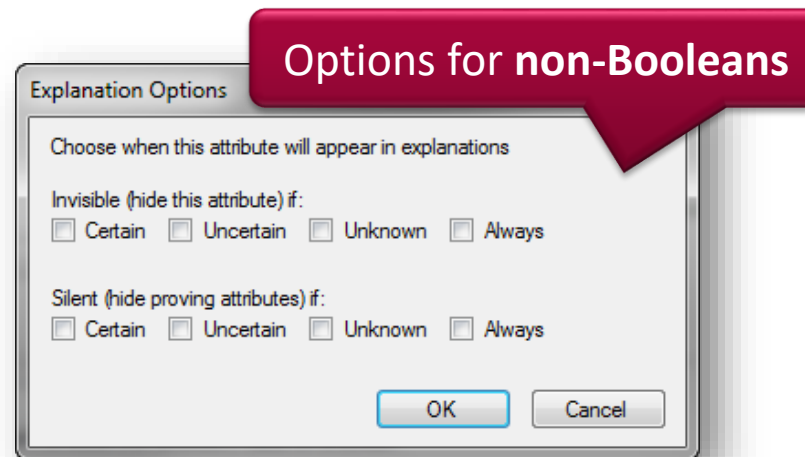 Options for non-Booleans
Explanation Options
Choose when this attribute will appear in explanations
Invisible (hide this attribute) if:
Certain Uncertain Unknown Always
Silent (hide proving attributes) if:
Certain Uncertain Unknown Always
OK Cancel